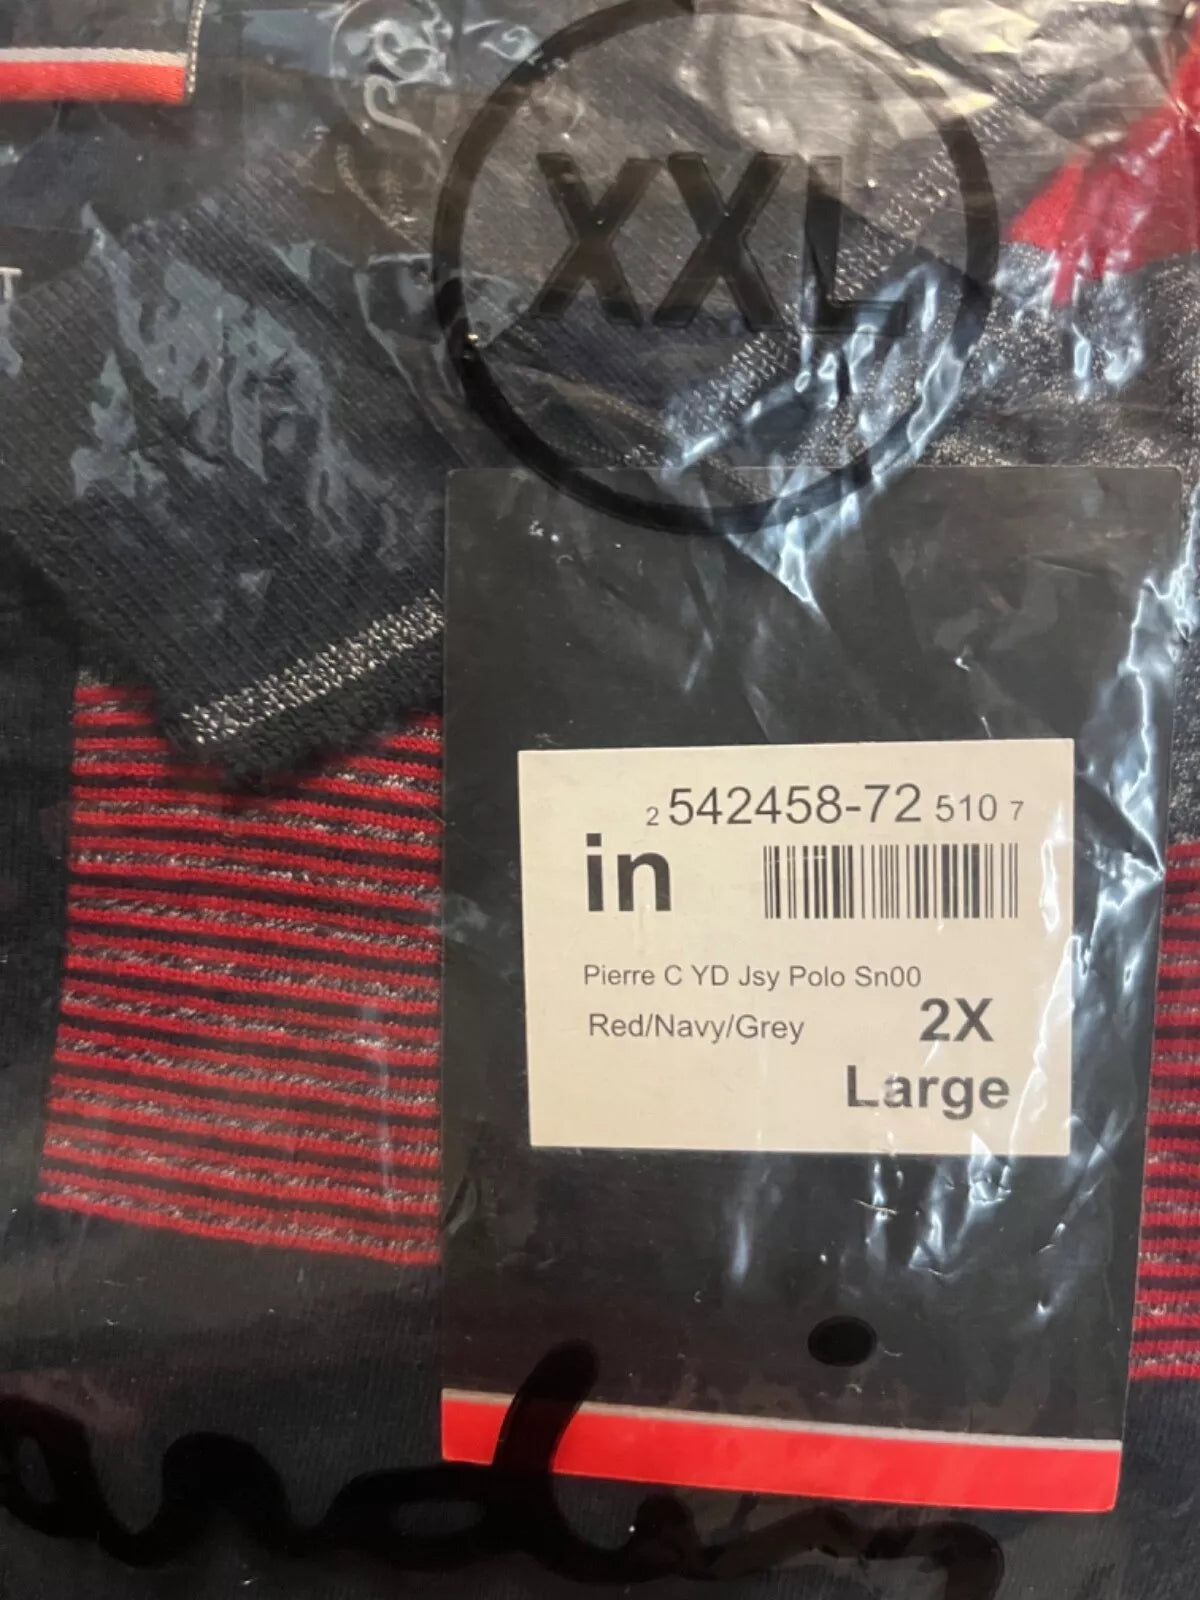 XXL
T
2 542458-72 510 7
in
Pierre C YD Jsy Polo Sn00
Red/Navy/Grey
2X
Large